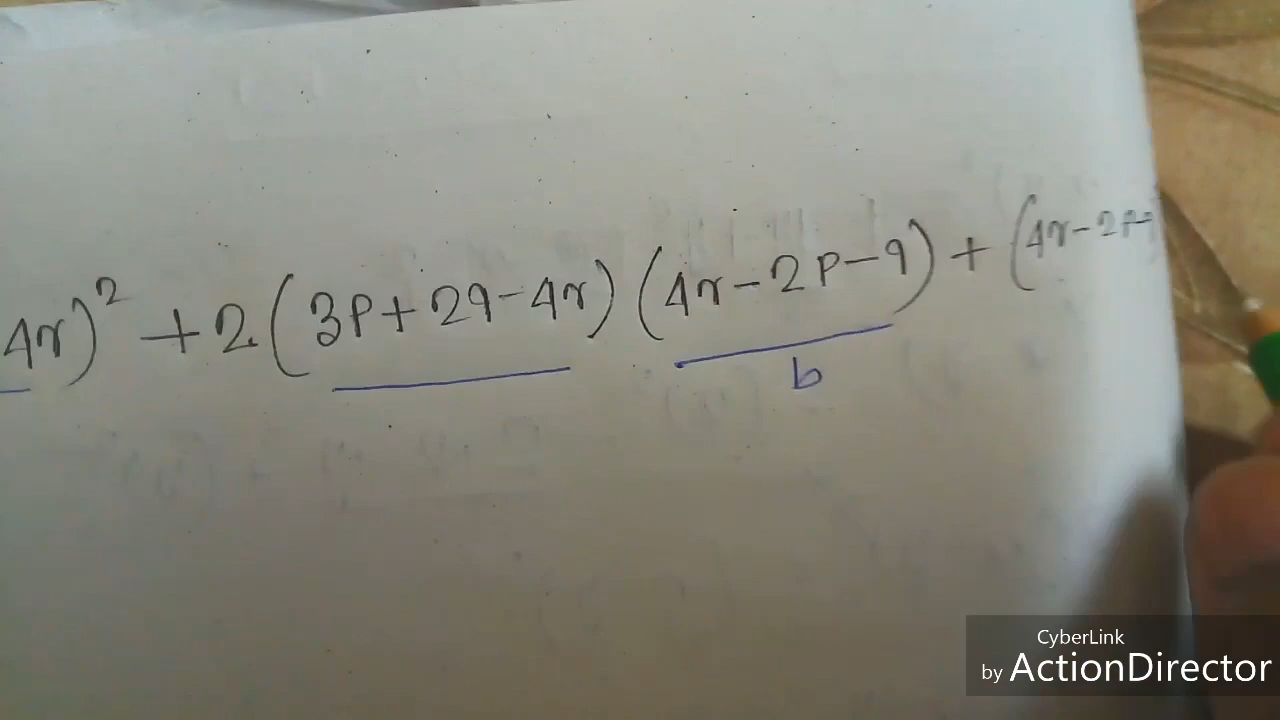 4r)² + 2(3p+2q-4r)(4r-2p-q) + (4r-2p-q
b
CyberLink
by ActionDirector